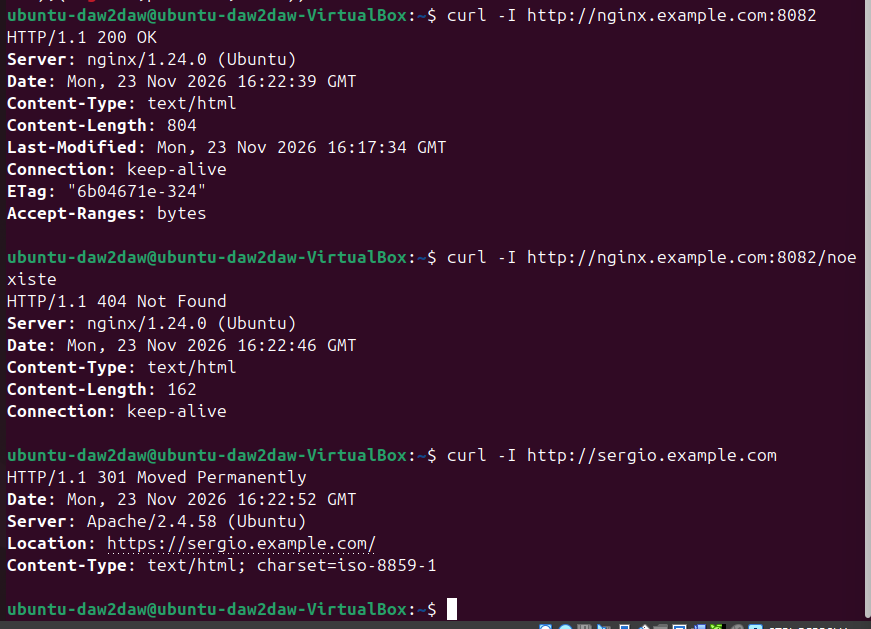 ubuntu-daw2daw@ubuntu-daw2daw-VirtualBox:~$ curl -I http://nginx.example.com:8082
HTTP/1.1 200 OK
Server: nginx/1.24.0 (Ubuntu)
Date: Mon, 23 Nov 2026 16:22:39 GMT
Content-Type: text/html
Content-Length: 804
Last-Modified: Mon, 23 Nov 2026 16:17:34 GMT
Connection: keep-alive
ETag: "6b04671e-324"
Accept-Ranges: bytes
ubuntu-daw2daw@ubuntu-daw2daw-VirtualBox:~$ curl -I http://nginx.example.com:8082/noe
xiste
HTTP/1.1 404 Not Found
Server: nginx/1.24.0 (Ubuntu)
Date: Mon, 23 Nov 2026 16:22:46 GMT
Content-Type: text/html
Content-Length: 162
Connection: keep-alive
ubuntu-daw2daw@ubuntu-daw2daw-VirtualBox:~$ curl -I http://sergio.example.com
HTTP/1.1 301 Moved Permanently
Date: Mon, 23 Nov 2026 16:22:52 GMT
Server: Apache/2.4.58 (Ubuntu)
Location: https://sergio.example.com/
Content-Type: text/html; charset=iso-8859-1
ubuntu-daw2daw@ubuntu-daw2daw-VirtualBox:~$